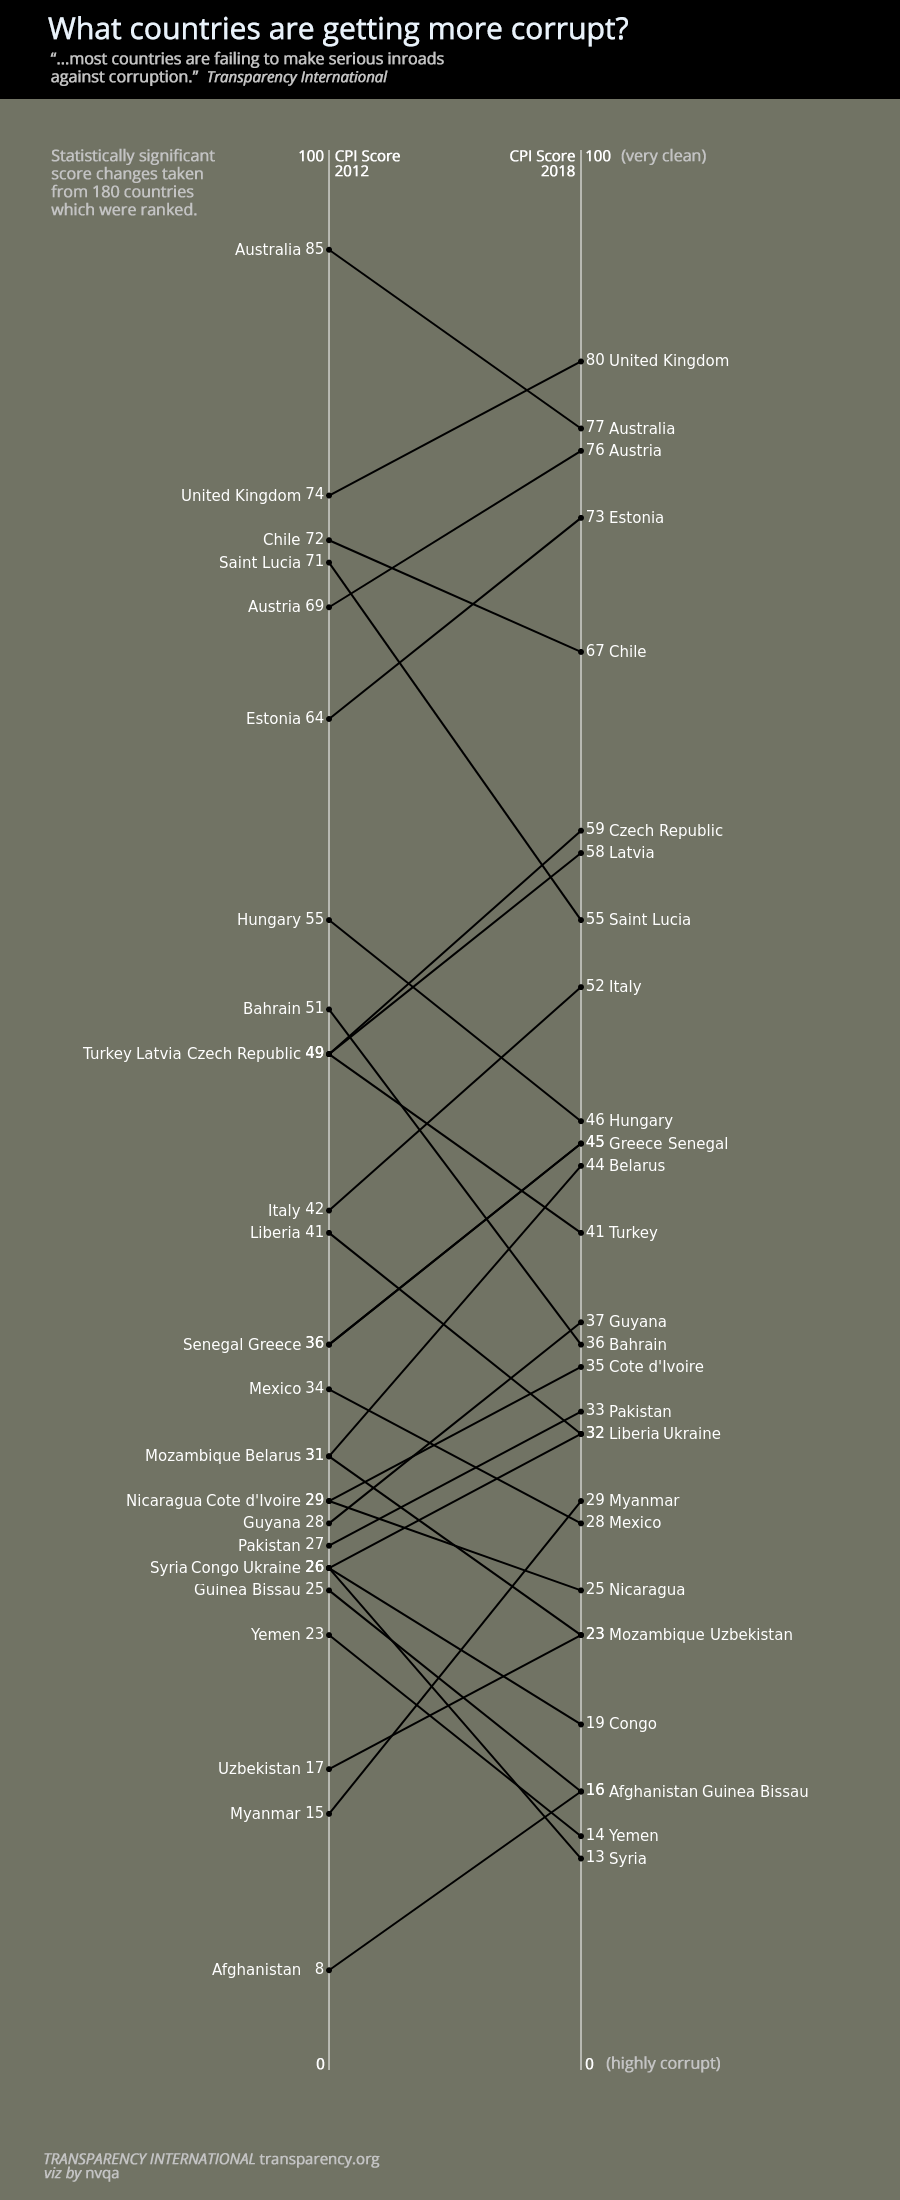 What countries are getting more corrupt?
“...most countries are failing to make serious inroads
against corruption.” Transparency International
Statistically significant
score changes taken
from 180 countries
which were ranked.
100 CPI Score
2012
CPI Score 100 (very clean)
2018
Australia 85
80 United Kingdom
77 Australia
76 Austria
United Kingdom 74
73 Estonia
Chile 72
Saint Lucia 71
Austria 69
67 Chile
Estonia 64
59 Czech Republic
58 Latvia
Hungary 55
55 Saint Lucia
52 Italy
Bahrain 51
Turkey Latvia Czech Republic 49
46 Hungary
45 Greece Senegal
44 Belarus
Italy 42
Liberia 41
41 Turkey
37 Guyana
Senegal Greece 36
36 Bahrain
35 Cote d'Ivoire
Mexico 34
33 Pakistan
32 Liberia Ukraine
Mozambique Belarus 31
Nicaragua Cote d'Ivoire 29
29 Myanmar
Guyana 28
28 Mexico
Pakistan 27
Syria Congo Ukraine 26
Guinea Bissau 25
25 Nicaragua
Yemen 23
23 Mozambique Uzbekistan
19 Congo
Uzbekistan 17
16 Afghanistan Guinea Bissau
Myanmar 15
14 Yemen
13 Syria
Afghanistan 8
0
0 (highly corrupt)
TRANSPARENCY INTERNATIONAL transparency.org
viz by nvqa